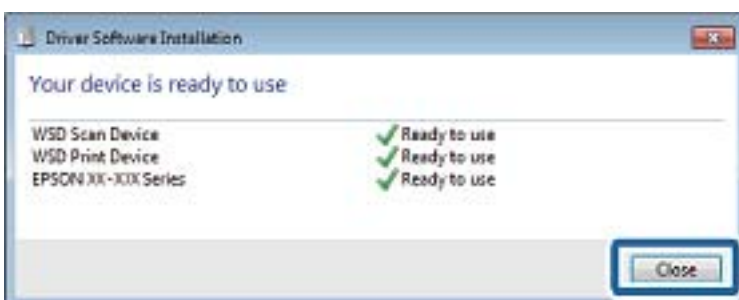 Driver Software Installation
Your device is ready to use
WSD Scan Device Ready to use
WSD Print Device Ready to use
EPSON XX-XXX Series Ready to use
Close